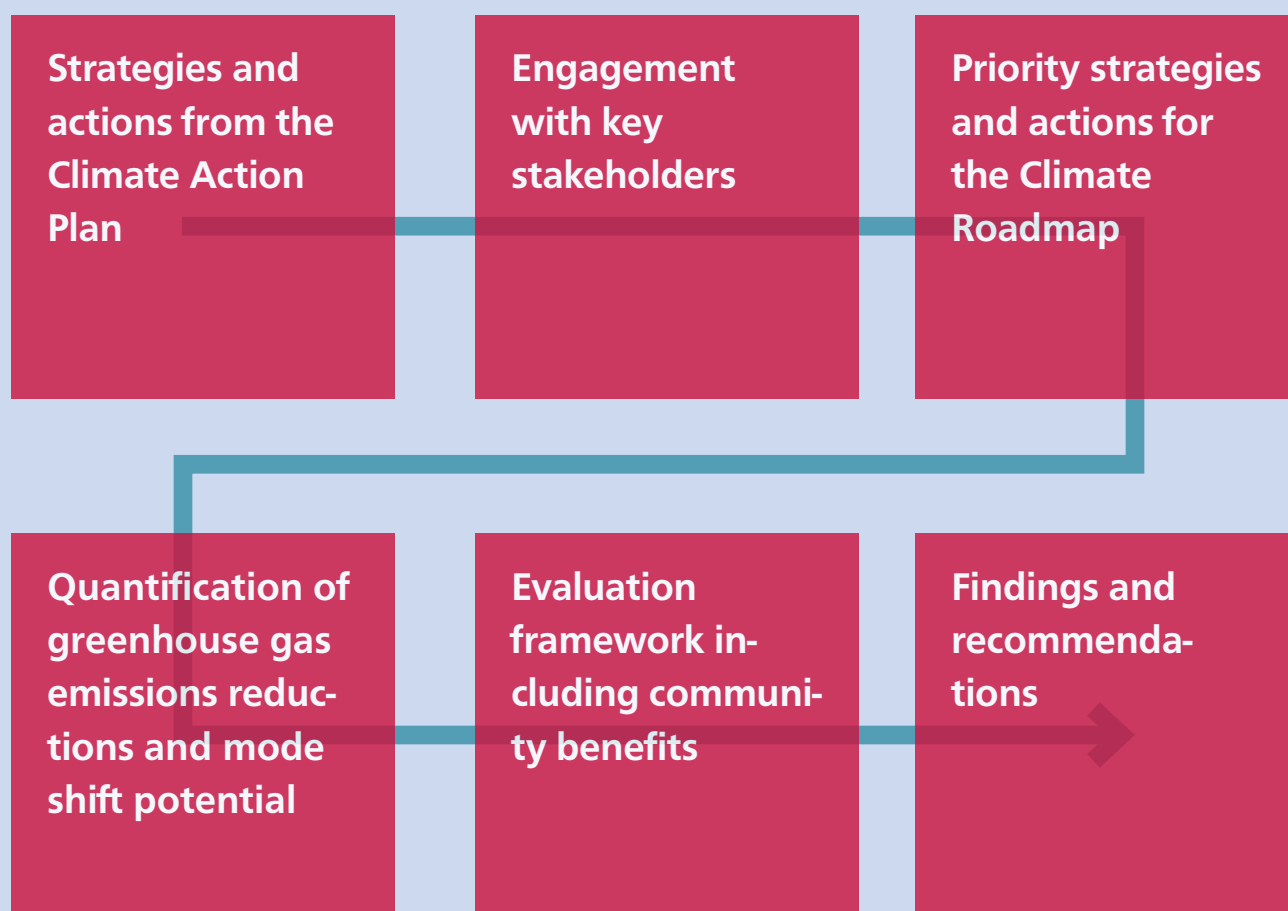 Strategies and
actions from the
Climate Action
Plan
Engagement
with key
stakeholders
Priority strategies
and actions for
the Climate
Roadmap
Quantification of
greenhouse gas
emissions reduc-
tions and mode
shift potential
Evaluation
framework in-
cluding communi-
ty benefits
Findings and
recommenda-
tions